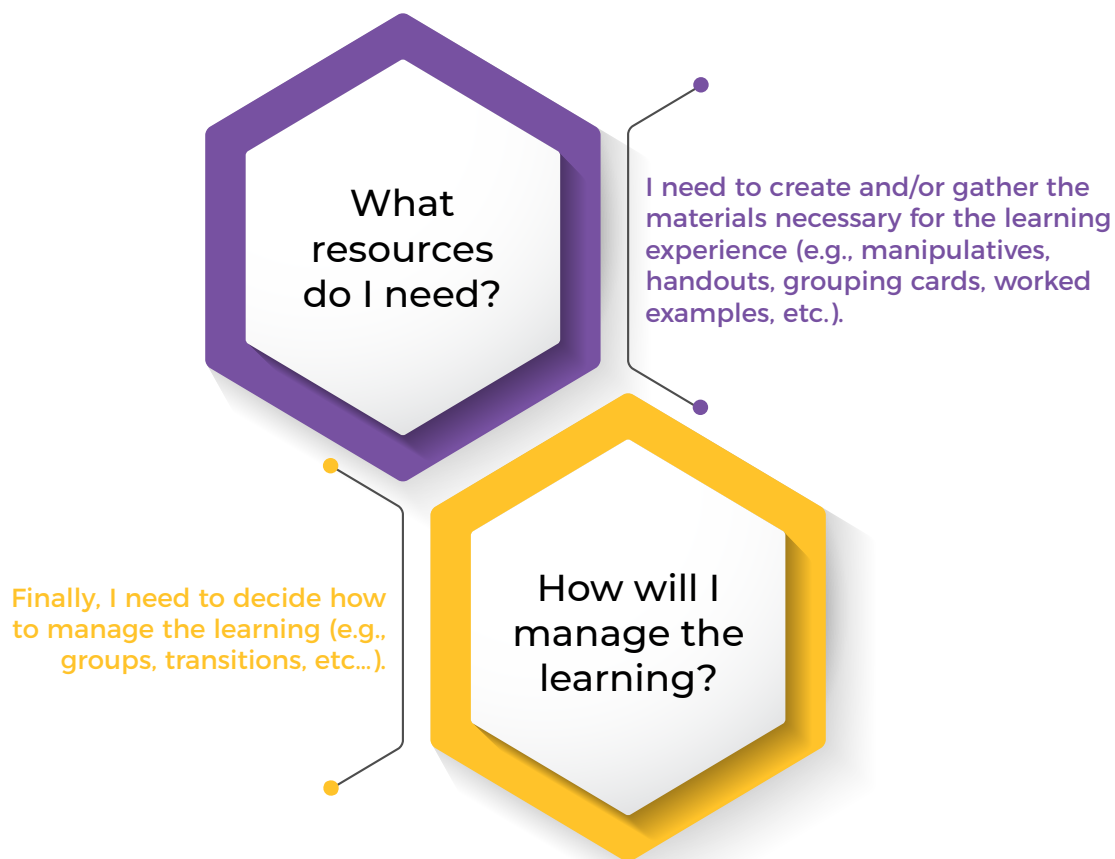 What
resources
do I need?
I need to create and/or gather the
materials necessary for the learning
experience (e.g., manipulatives,
handouts, grouping cards, worked
examples, etc.).
How will I
manage the
learning?
Finally, I need to decide how
to manage the learning (e.g.,
groups, transitions, etc...).